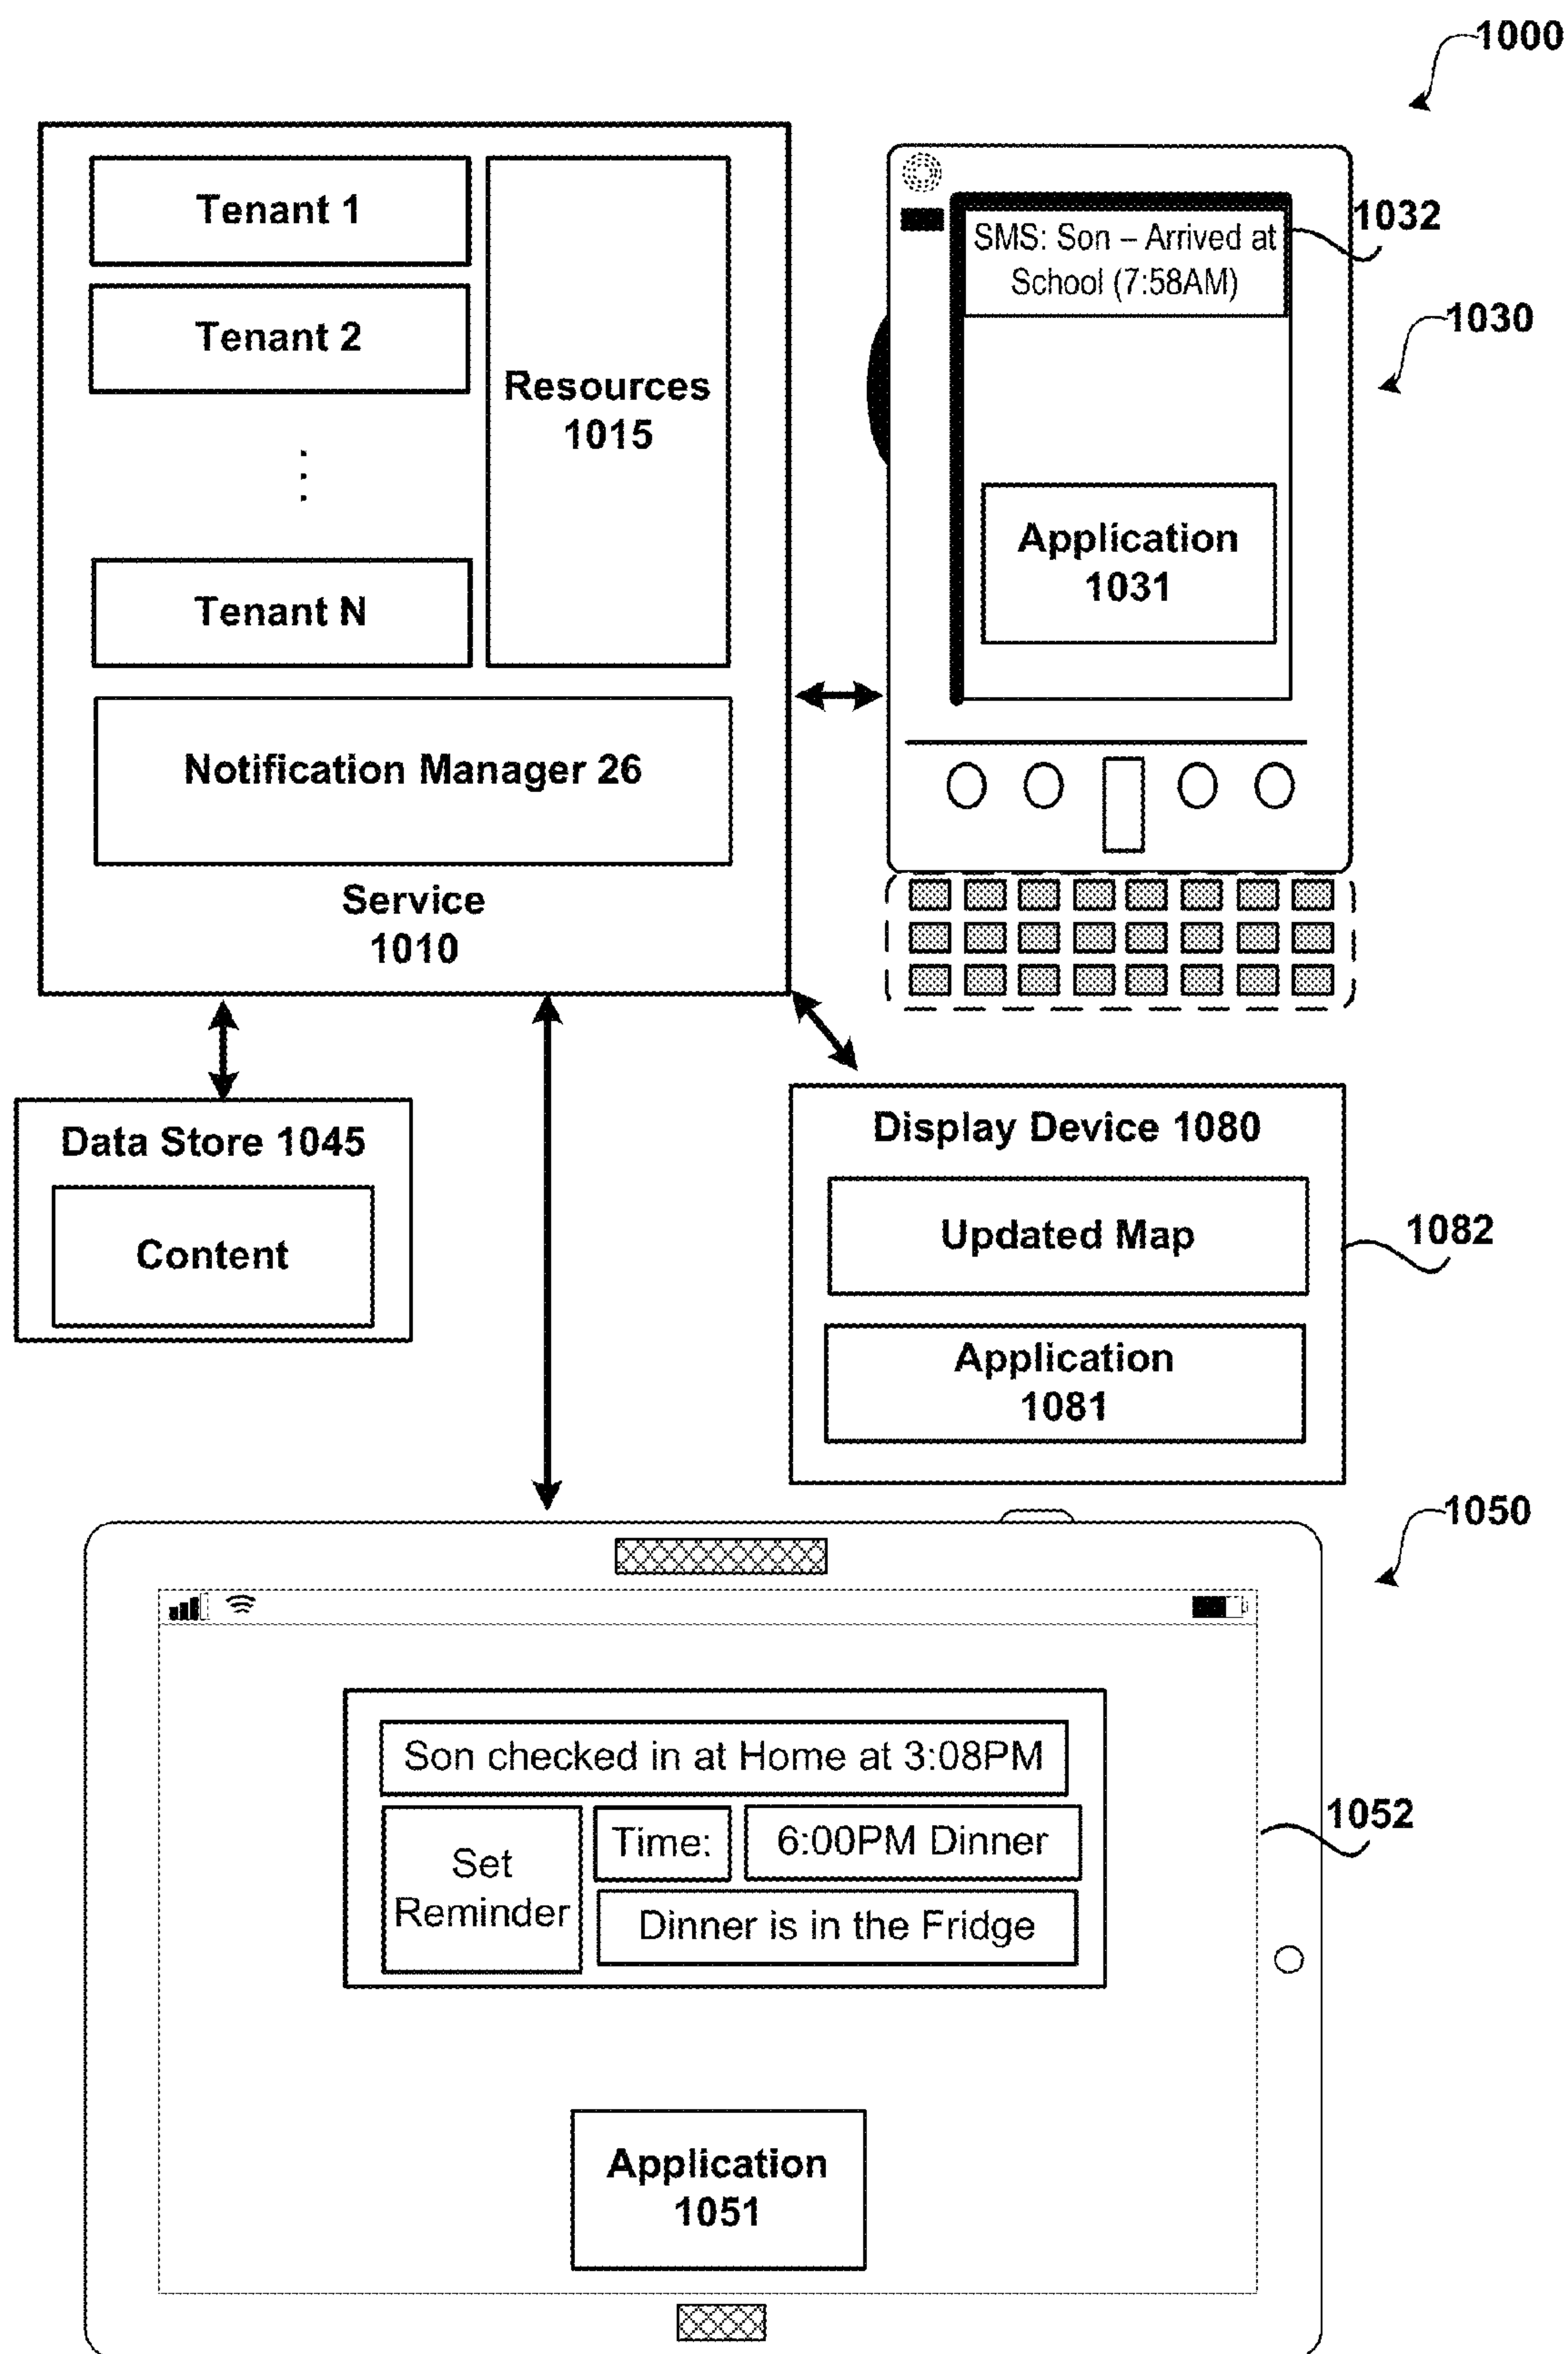 1000
Tenant 1
Tenant 2
Tenant N
Resources
1015
Notification Manager 26
Service
1010
SMS: Son – Arrived at
School (7:58AM)
1032
1030
Application
1031
Data Store 1045
Content
Display Device 1080
Updated Map
1082
Application
1081
1050
Son checked in at Home at 3:08PM
Set
Reminder
Time:
6:00PM Dinner
Dinner is in the Fridge
1052
Application
1051